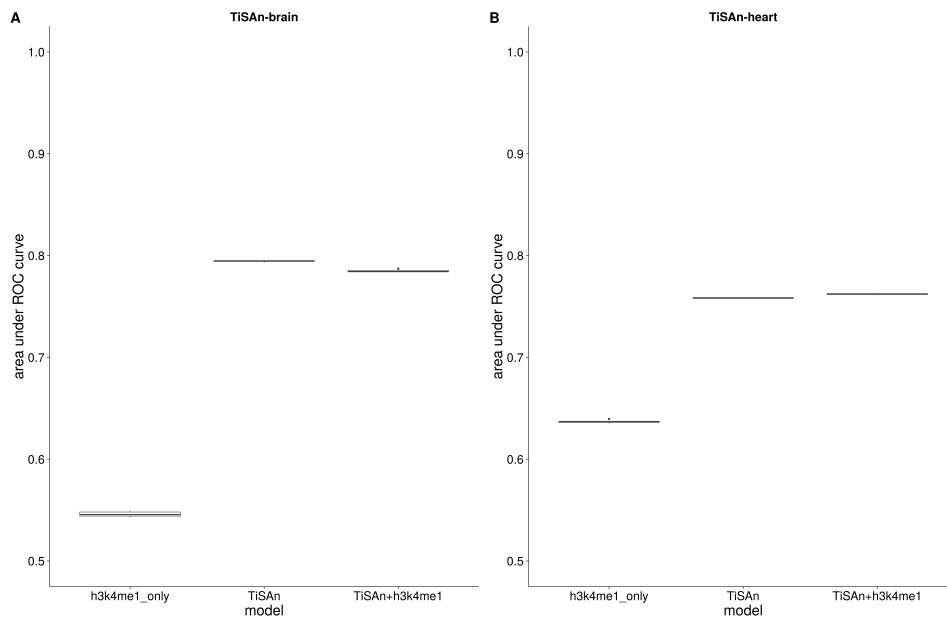 A
TiSAn-brain
1.0
0.9
0.8
0.7
0.6
0.5
area under ROC curve
h3k4me1_only
TiSAn
TiSAn+h3k4me1
model
B
TiSAn-heart
1.0
0.9
0.8
0.7
0.6
0.5
area under ROC curve
h3k4me1_only
TiSAn
TiSAn+h3k4me1
model